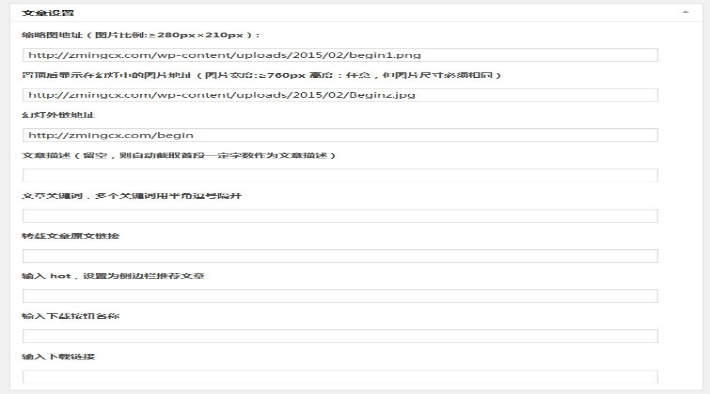 文章设置
缩略图地址（图片比例:≥280px×210px）:
http://zmingcx.com/wp-content/uploads/2015/02/begin1.png
置顶后显示在幻灯中的图片地址（图片宽度:≥760px 高度：任意，但图片尺寸必须相同）
http://zmingcx.com/wp-content/uploads/2015/02/Begin2.jpg
幻灯外链地址
http://zmingcx.com/begin
文章描述（留空，则自动截取首段一定字数作为文章描述）
文章关键词，多个关键词用半角逗号隔开
转载文章原文链接
输入 hot，设置为侧边栏推荐文章
输入下载按钮名称
输入下载链接